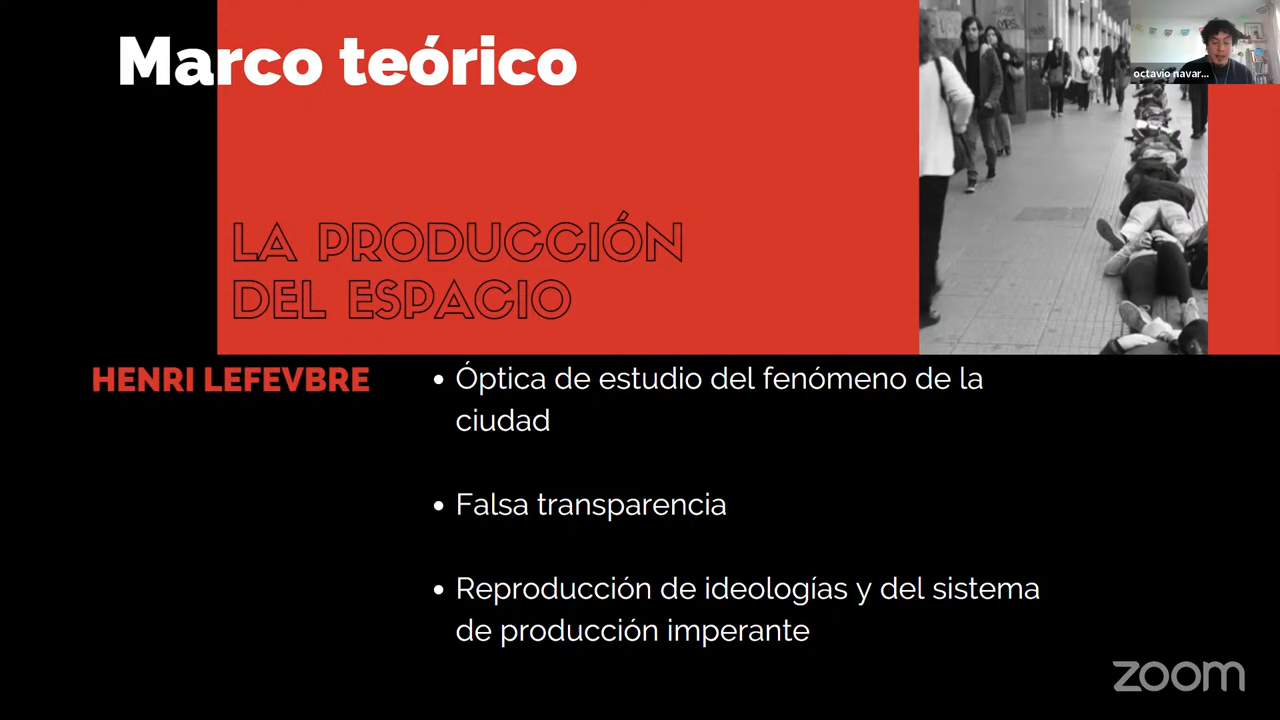 Marco teórico
octavio navar...
LA PRODUCCIÓN
DEL ESPACIO
HENRI LEFEVBRE
• Óptica de estudio del fenómeno de la
ciudad
• Falsa transparencia
• Reproducción de ideologías y del sistema
de producción imperante
zoom